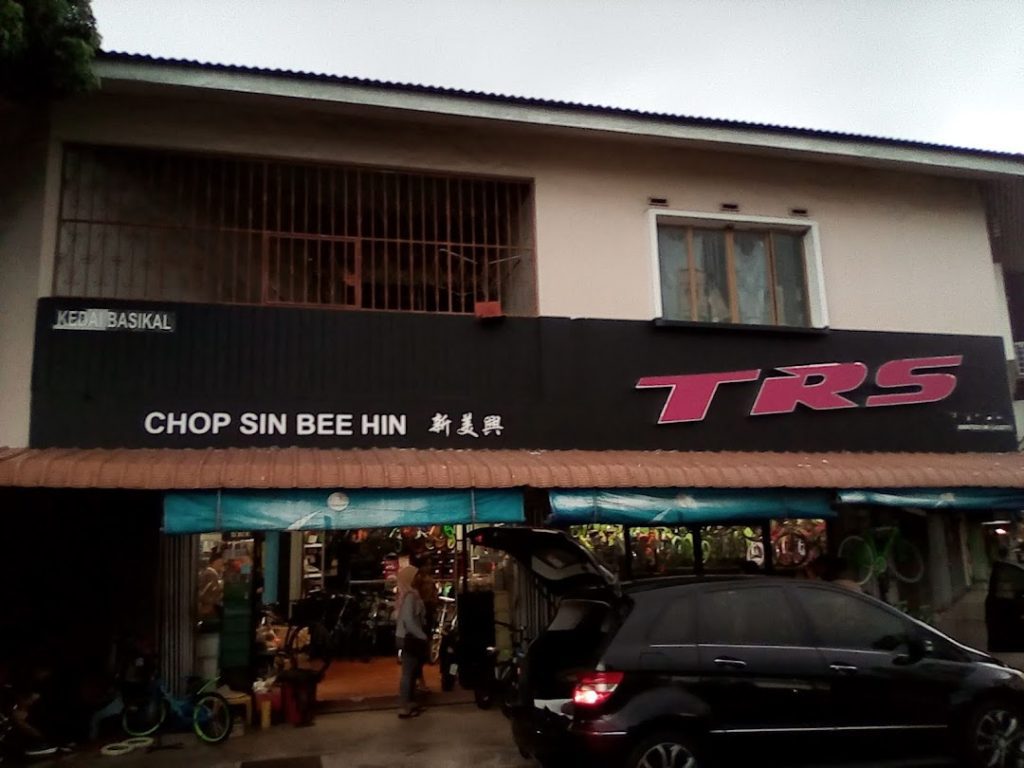 KEDAI BASIKAL
CHOP SIN BEE HIN 新美興
TRS